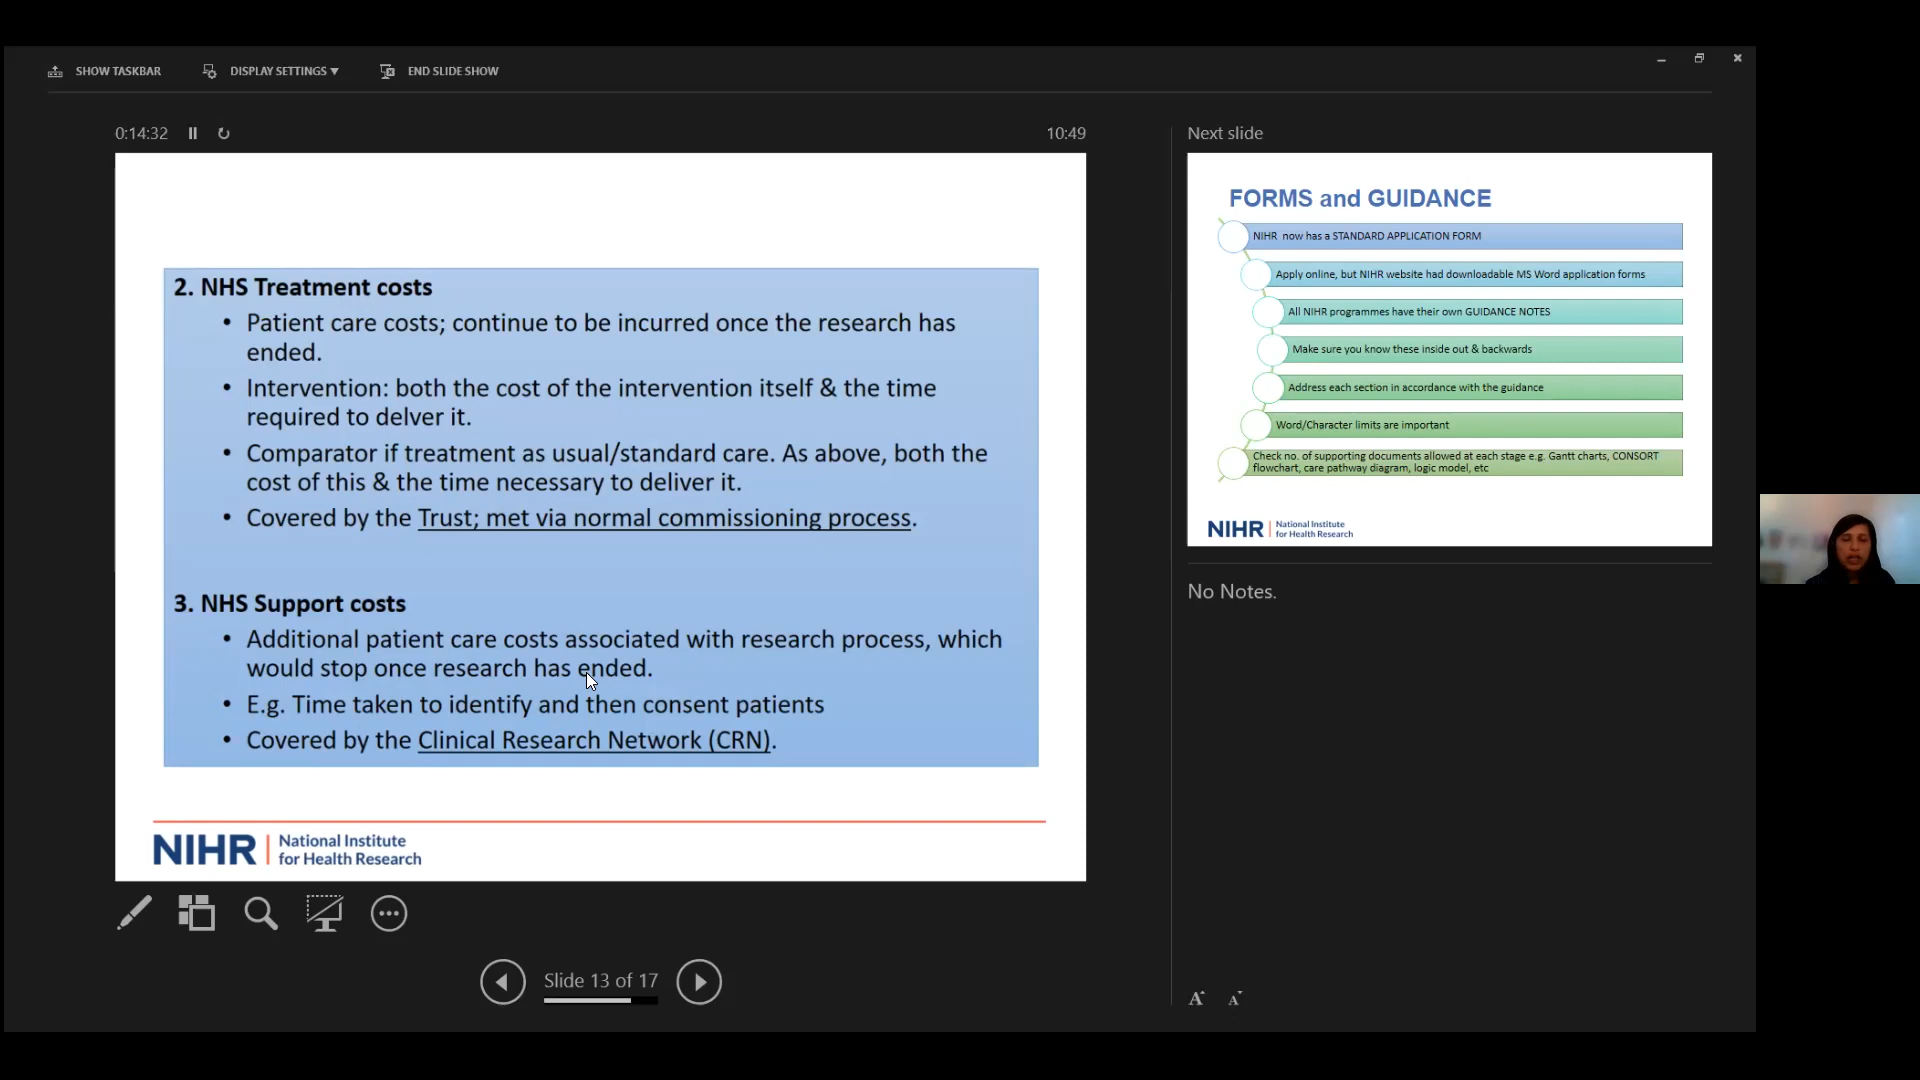 SHOW TASKBAR
DISPLAY SETTINGS ▾
END SLIDE SHOW
0:14:32
10:49
2. NHS Treatment costs
• Patient care costs; continue to be incurred once the research has
ended.
• Intervention: both the cost of the intervention itself & the time
required to delver it.
• Comparator if treatment as usual/standard care. As above, both the
cost of this & the time necessary to deliver it.
• Covered by the Trust; met via normal commissioning process.
3. NHS Support costs
• Additional patient care costs associated with research process, which
would stop once research has ended.
• E.g. Time taken to identify and then consent patients
• Covered by the Clinical Research Network (CRN).
NIHR | National Institute
for Health Research
Slide 13 of 17
Next slide
FORMS and GUIDANCE
NIHR now has a STANDARD APPLICATION FORM
Apply online, but NIHR website had downloadable MS Word application forms
All NIHR programmes have their own GUIDANCE NOTES
Make sure you know these inside out & backwards
Address each section in accordance with the guidance
Word/Character limits are important
Check no. of supporting documents allowed at each stage e.g. Gantt charts, CONSORT
flowchart, care pathway diagram, logic model, etc
NIHR | National Institute
for Health Research
No Notes.
A A